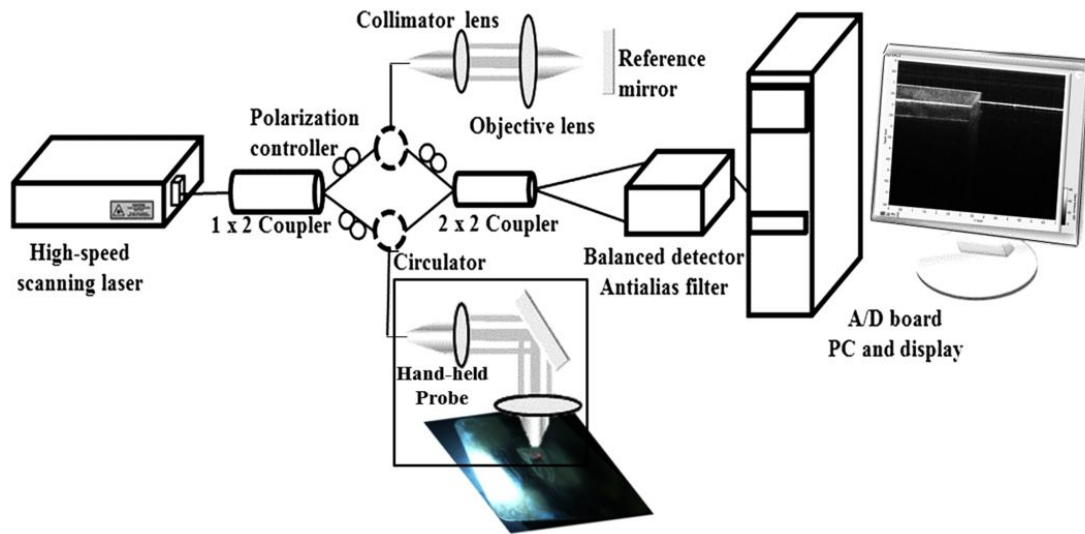 Collimator lens
Reference
mirror
Objective lens
Polarization
controller
1 x 2 Coupler
2 x 2 Coupler
High-speed
scanning laser
Circulator
Balanced detector
Antialias filter
A/D board
PC and display
Hand-held
Probe